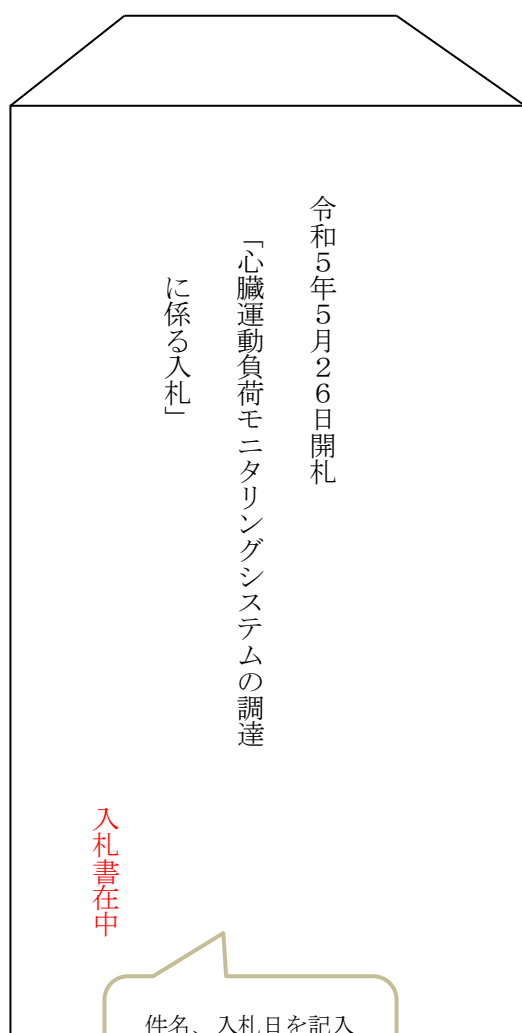 令和５年５月２６日開札
「心臓運動負荷モニタリングシステムの調達
に係る入札」
入札書在中
件名、入札日を記入